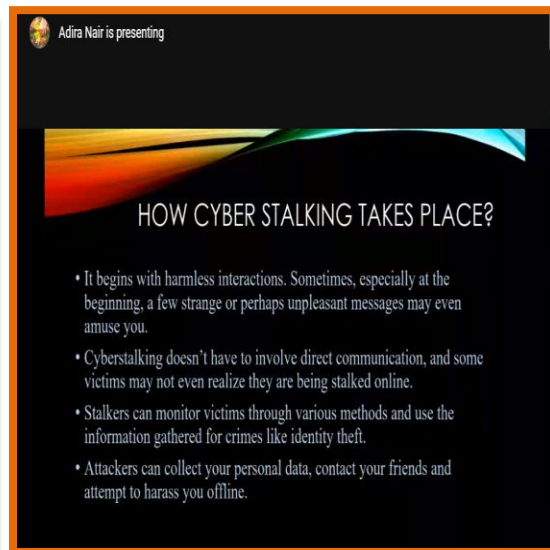 Adira Nair is presenting
HOW CYBER STALKING TAKES PLACE?
• It begins with harmless interactions. Sometimes, especially at the
beginning, a few strange or perhaps unpleasant messages may even
amuse you.
• Cyberstalking doesn't have to involve direct communication, and some
victims may not even realize they are being stalked online.
• Stalkers can monitor victims through various methods and use the
information gathered for crimes like identity theft.
• Attackers can collect your personal data, contact your friends and
attempt to harass you offline.